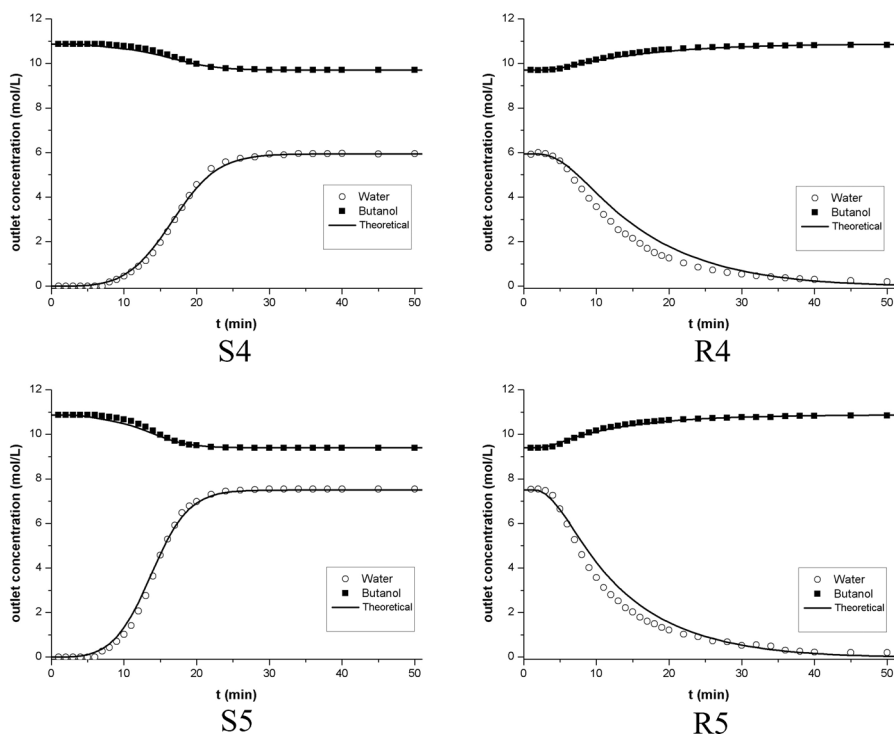 12
10
8
6
4
2
0
outlet concentration (mol/L)
Water
Butanol
Theoretical
0 10 20 30 40 50
t (min)
S4
12
10
8
6
4
2
0
outlet concentration (mol/L)
Water
Butanol
Theoretical
0 10 20 30 40 50
t (min)
R4
12
10
8
6
4
2
0
outlet concentration (mol/L)
Water
Butanol
Theoretical
0 10 20 30 40 50
t (min)
S5
12
10
8
6
4
2
0
outlet concentration (mol/L)
Water
Butanol
Theoretical
0 10 20 30 40 50
t (min)
R5